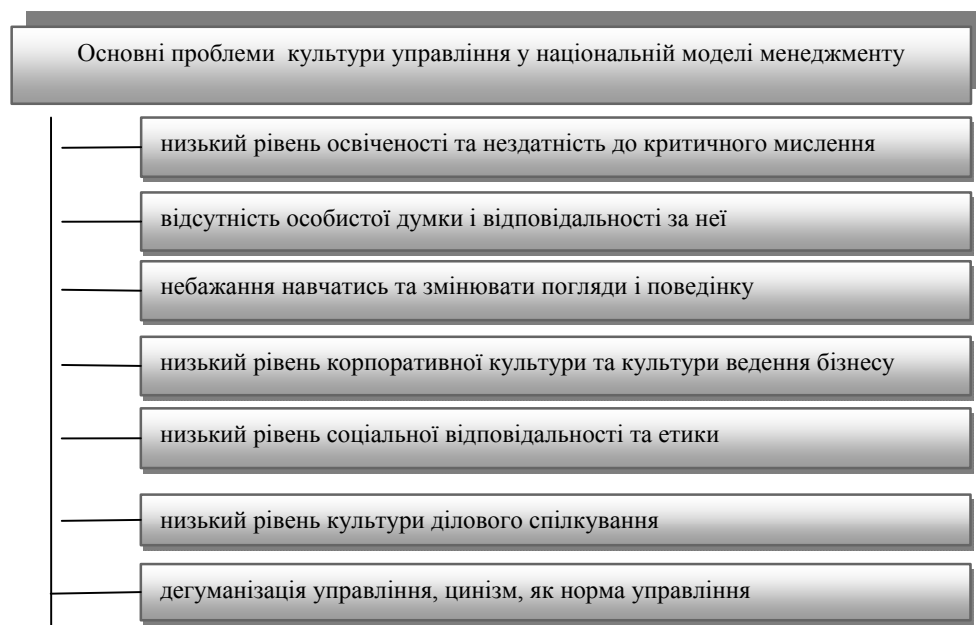 Основні проблеми культури управління у національній моделі менеджменту
низький рівень освіченості та нездатність до критичного мислення
відсутність особистої думки і відповідальності за неї
небажання навчатись та змінювати погляди і поведінку
низький рівень корпоративної культури та культури ведення бізнесу
низький рівень соціальної відповідальності та етики
низький рівень культури ділового спілкування
дегуманізація управління, цинізм, як норма управління